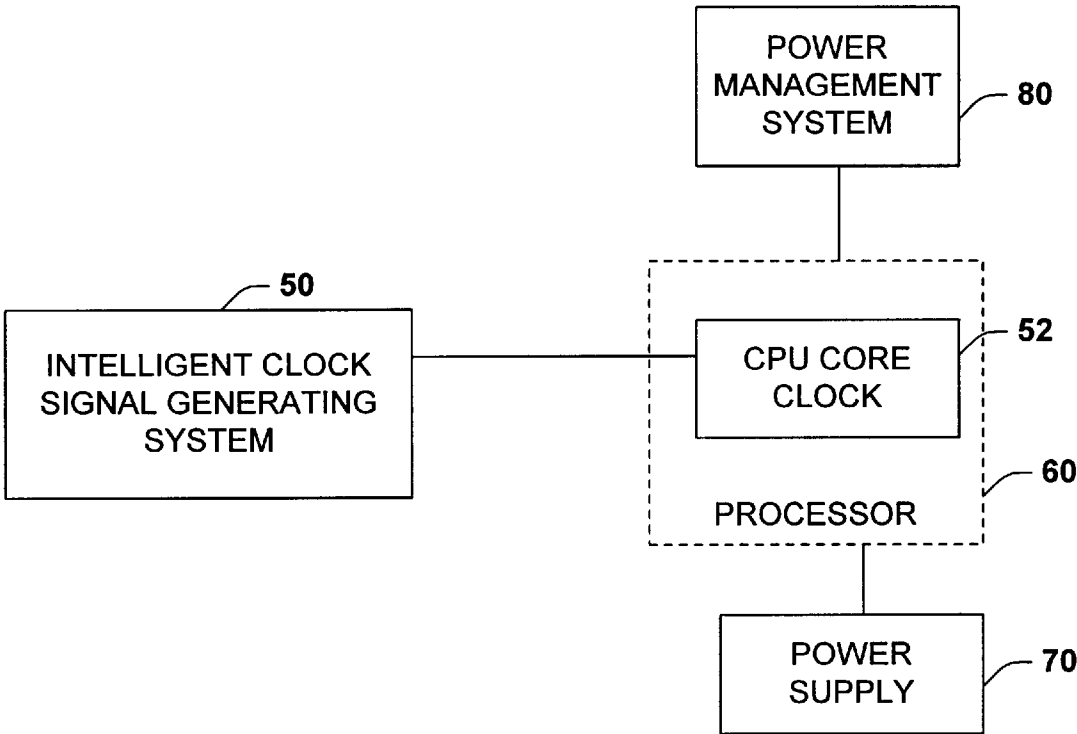 POWER
MANAGEMENT
SYSTEM
80
50
INTELLIGENT CLOCK
SIGNAL GENERATING
SYSTEM
CPU CORE
CLOCK
52
PROCESSOR
60
POWER
SUPPLY
70